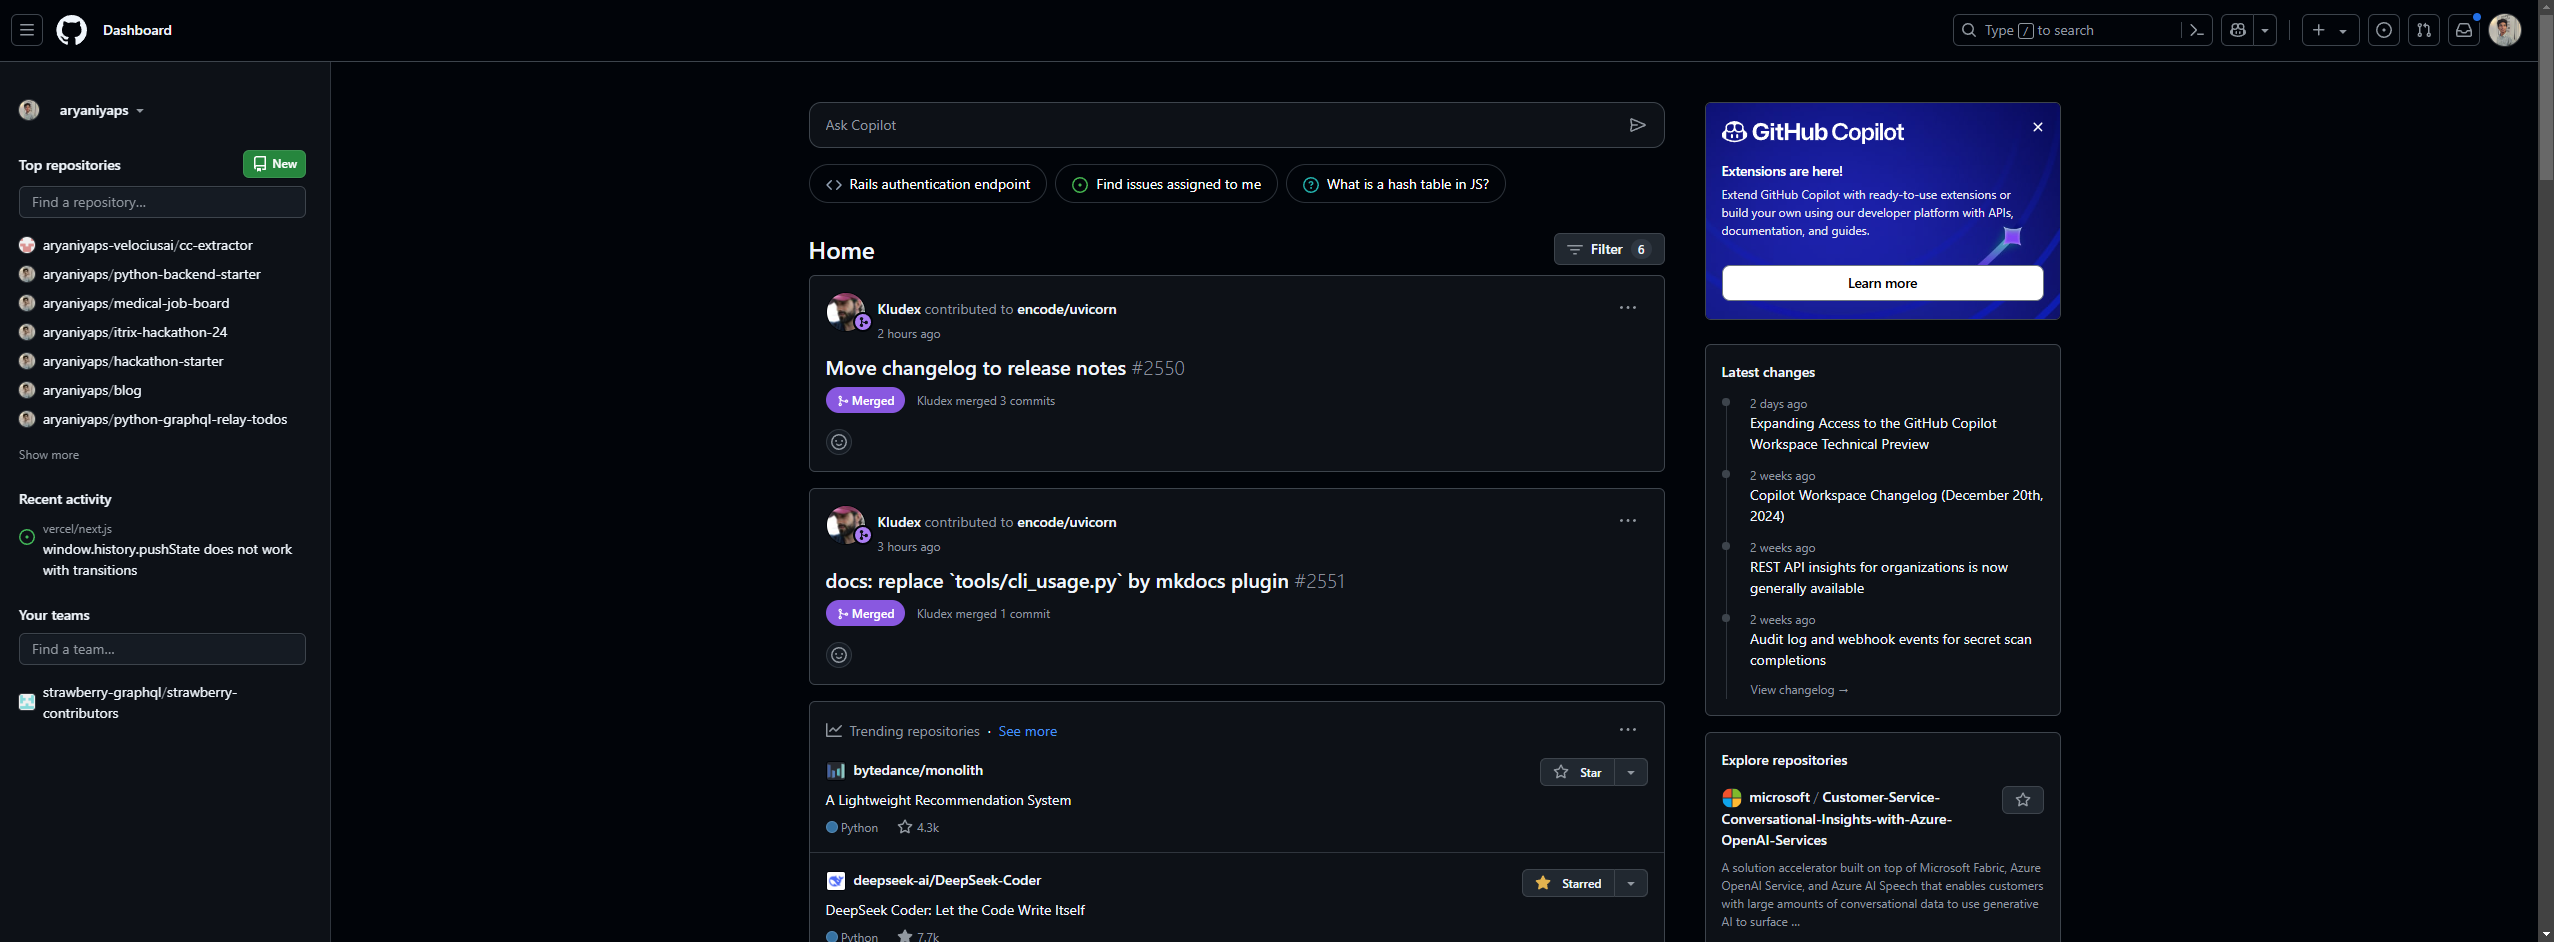 Dashboard
Type / to search
aryaniyaps
Top repositories
New
Find a repository...
aryaniyaps-velociusai/cc-extractor
aryaniyaps/python-backend-starter
aryaniyaps/medical-job-board
aryaniyaps/itrix-hackathon-24
aryaniyaps/hackathon-starter
aryaniyaps/blog
aryaniyaps/python-graphql-relay-todos
Show more
Recent activity
vercel/next.js
window.history.pushState does not work
with transitions
Your teams
Find a team...
strawberry-graphql/strawberry-
contributors
Ask Copilot
Rails authentication endpoint
Find issues assigned to me
What is a hash table in JS?
Home
Filter 6
Kludex contributed to encode/uvicorn
2 hours ago
Move changelog to release notes #2550
Merged Kludex merged 3 commits
Kludex contributed to encode/uvicorn
3 hours ago
docs: replace `tools/cli_usage.py` by mkdocs plugin #2551
Merged Kludex merged 1 commit
Trending repositories · See more
bytedance/monolith
Star
A Lightweight Recommendation System
Python 4.3k
deepseek-ai/DeepSeek-Coder
Starred
DeepSeek Coder: Let the Code Write Itself
Python 7.7k
GitHub Copilot
Extensions are here!
Extend GitHub Copilot with ready-to-use extensions or
build your own using our developer platform with APIs,
documentation, and guides.
Learn more
Latest changes
2 days ago
Expanding Access to the GitHub Copilot
Workspace Technical Preview
2 weeks ago
Copilot Workspace Changelog (December 20th,
2024)
2 weeks ago
REST API insights for organizations is now
generally available
2 weeks ago
Audit log and webhook events for secret scan
completions
View changelog →
Explore repositories
microsoft / Customer-Service-
Conversational-Insights-with-Azure-
OpenAI-Services
A solution accelerator built on top of Microsoft Fabric, Azure
OpenAI Service, and Azure AI Speech that enables customers
with large amounts of conversational data to use generative
AI to surface ...